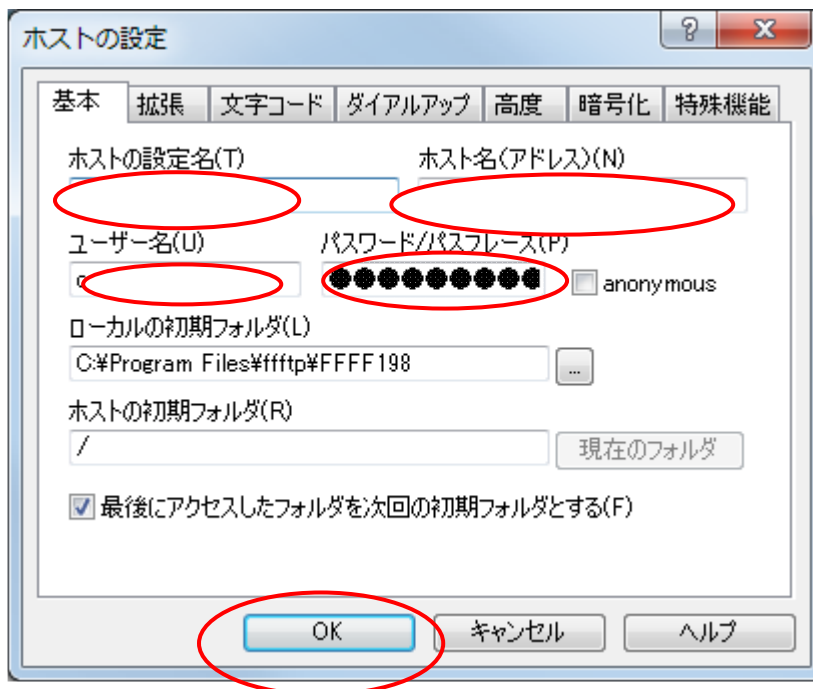 ホストの設定
基本 拡張 文字コード ダイアルアップ 高度 暗号化 特殊機能
ホストの設定名(T) ホスト名(アドレス)(N)
ユーザー名(U) パスワード/パスフレーズ(P)
●●●●●●●●● anonymous
ローカルの初期フォルダ(L)
C:¥Program Files¥ffftp¥FFFF198
...
ホストの初期フォルダ(R)
/ 現在のフォルダ
最後にアクセスしたフォルダを次回の初期フォルダとする(F)
OK キャンセル ヘルプ